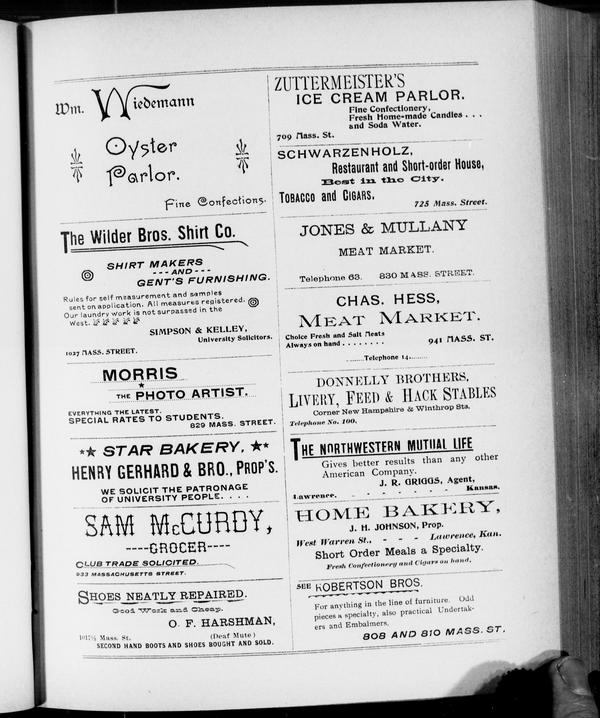 Wm. Wiedemann
Oyster
Parlor.
Fine Confections.
The Wilder Bros. Shirt Co.
SHIRT MAKERS
---AND---
GENT'S FURNISHING.
Rules for self measurement and samples
sent on application. All measures registered.
Our laundry work is not surpassed in the
West.
SIMPSON & KELLEY,
University Solicitors.
1027 MASS. STREET.
MORRIS
THE PHOTO ARTIST.
EVERYTHING THE LATEST.
SPECIAL RATES TO STUDENTS.
829 MASS. STREET.
STAR BAKERY,
HENRY GERHARD & BRO., PROP'S.
WE SOLICIT THE PATRONAGE
OF UNIVERSITY PEOPLE. . . .
SAM McCURDY,
----GROCER----
CLUB TRADE SOLICITED.
933 MASSACHUSETTS STREET.
SHOES NEATLY REPAIRED.
Good Work and Cheap.
O. F. HARSHMAN,
1017½ Mass. St. (Deaf Mute)
SECOND HAND BOOTS AND SHOES BOUGHT AND SOLD.
ZUTTERMEISTER'S
ICE CREAM PARLOR.
Fine Confectionery,
Fresh Home-made Candies . . .
and Soda Water.
709 Mass. St.
SCHWARZENHOLZ,
Restaurant and Short-order House,
Best in the City.
TOBACCO and CIGARS.
725 Mass. Street.
JONES & MULLANY
MEAT MARKET.
Telephone 63. 830 MASS. STREET.
CHAS. HESS,
MEAT MARKET.
Choice Fresh and Salt Meats
Always on hand . . . . . . . .
941 MASS. ST.
........Telephone 14........
DONNELLY BROTHERS,
LIVERY, FEED & HACK STABLES
Corner New Hampshire & Winthrop Sts.
Telephone No. 100.
THE NORTHWESTERN MUTUAL LIFE
Gives better results than any other
American Company.
J. R. GRIGGS, Agent,
Lawrence, - - - - - - - Kansas.
HOME BAKERY,
J. H. JOHNSON, Prop.
West Warren St., - - - Lawrence, Kan.
Short Order Meals a Specialty.
Fresh Confectionery and Cigars on hand.
SEE ROBERTSON BROS.
For anything in the line of furniture. Odd
pieces a specialty, also practical Undertak-
ers and Embalmers.
808 AND 810 MASS. ST.